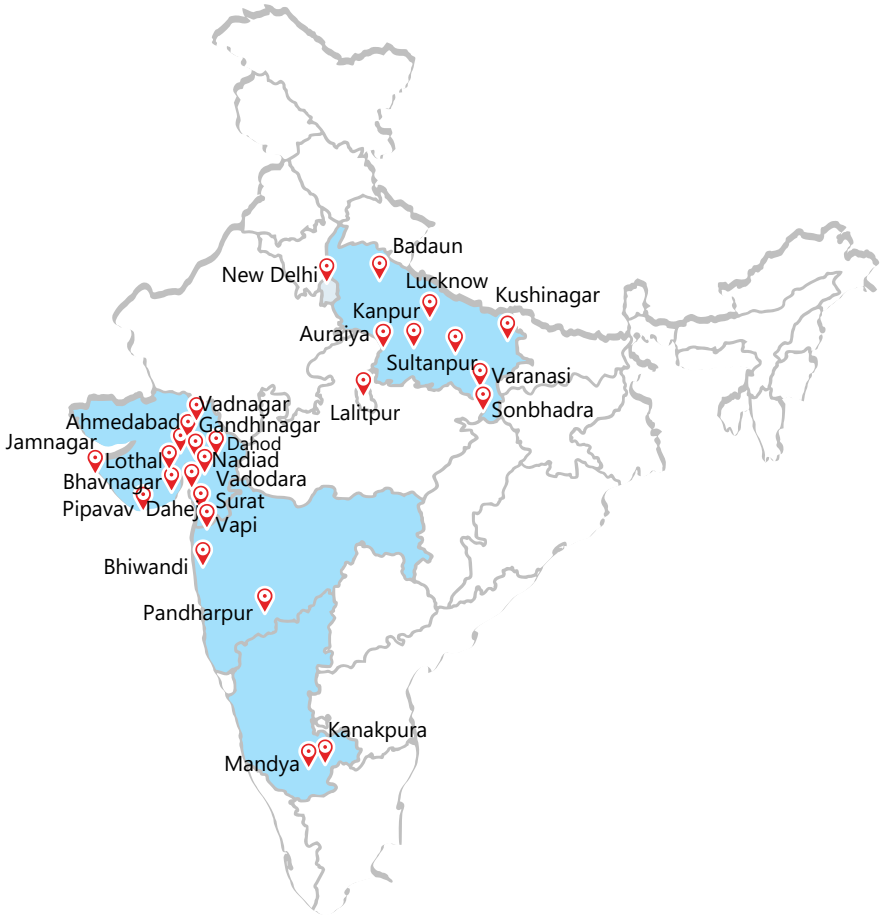 Badaun
New Delhi
Lucknow
Kushinagar
Kanpur
Auraiya
Sultanpur
Varanasi
Lalitpur
Sonbhadra
Vadnagar
Ahmedabad
Gandhinagar
Jamnagar
Dahod
Lothal
Nadiad
Bhavnagar
Vadodara
Surat
Pipavav
Dahej
Vapi
Bhiwandi
Pandharpur
Kanakpura
Mandya